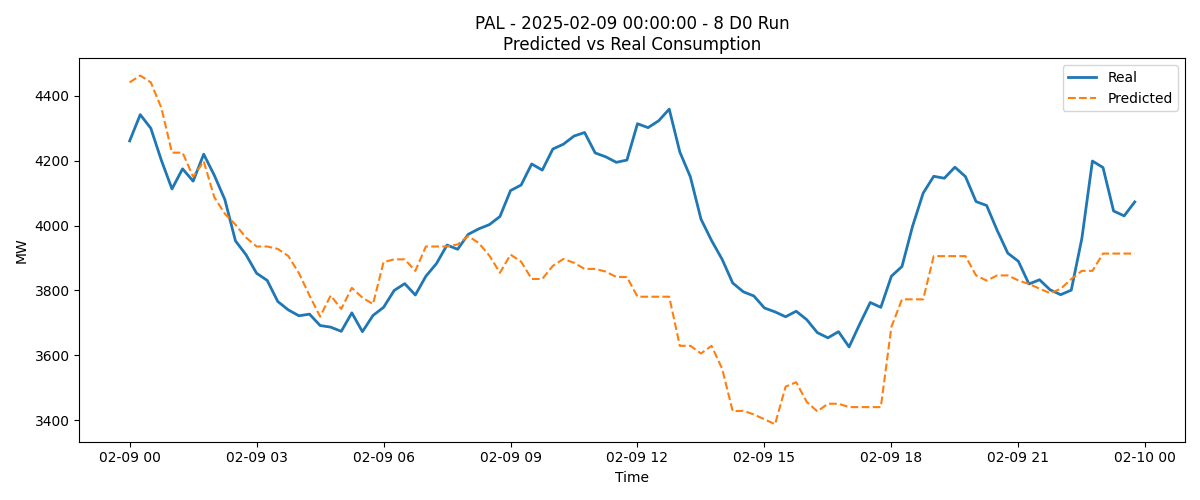 PAL - 2025-02-09 00:00:00 - 8 D0 Run
Predicted vs Real Consumption
Real
Predicted
MW
4400
4200
4000
3800
3600
3400
02-09 00
02-09 03
02-09 06
02-09 09
02-09 12
02-09 15
02-09 18
02-09 21
02-10 00
Time